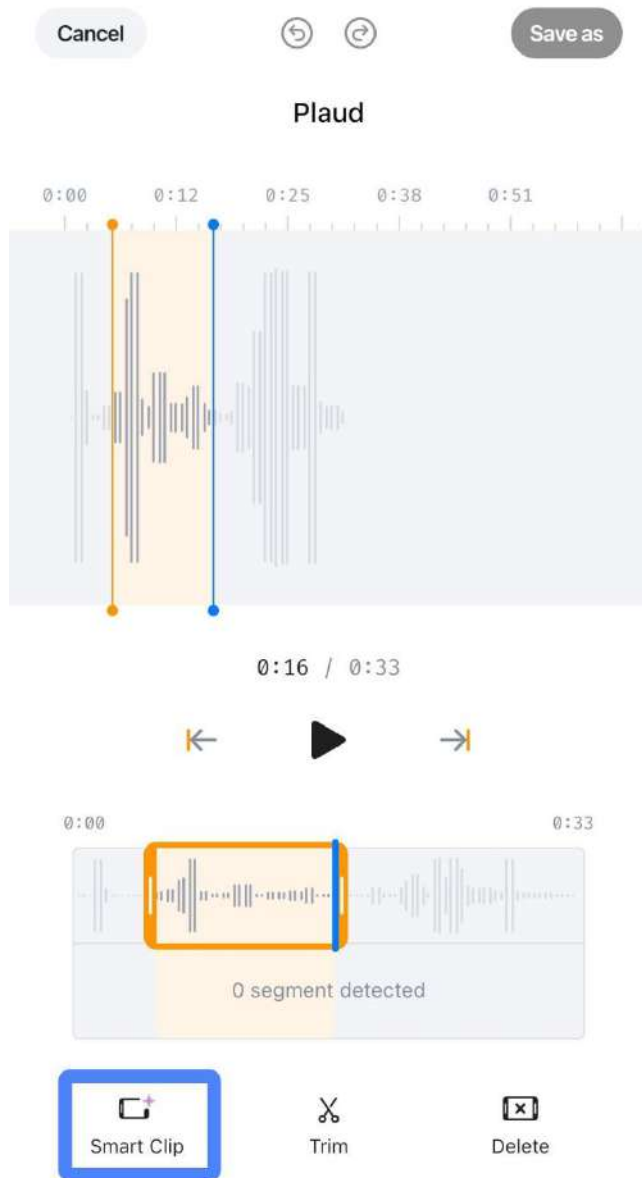 Cancel Save as
Plaud
0:00 0:12 0:25 0:38 0:51
0:16 / 0:33
0:00 0:33
0 segment detected
Smart Clip Trim Delete